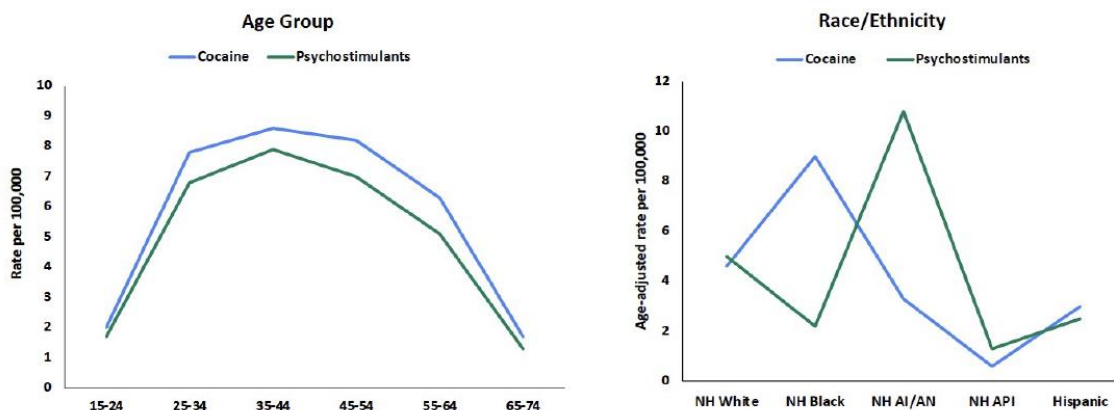 Age Group
Cocaine Psychostimulants
Rate per 100,000
10
9
8
7
6
5
4
3
2
1
0
15-24 25-34 35-44 45-54 55-64 65-74
Race/Ethnicity
Cocaine Psychostimulants
Age-adjusted rate per 100,000
12
10
8
6
4
2
0
NH White NH Black NH AI/AN NH API Hispanic